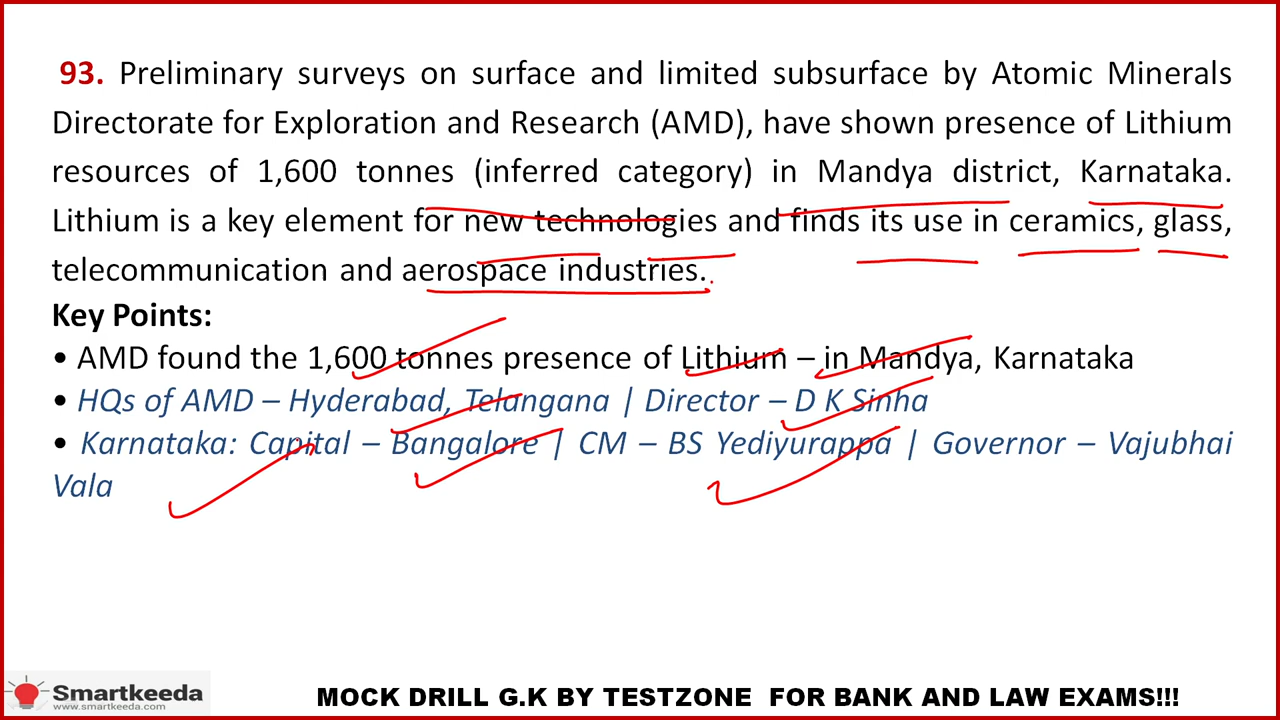 93. Preliminary surveys on surface and limited subsurface by Atomic Minerals
Directorate for Exploration and Research (AMD), have shown presence of Lithium
resources of 1,600 tonnes (inferred category) in Mandya district, Karnataka.
Lithium is a key element for new technologies and finds its use in ceramics, glass,
telecommunication and aerospace industries.
Key Points:
• AMD found the 1,600 tonnes presence of Lithium – in Mandya, Karnataka
• HQs of AMD – Hyderabad, Telangana | Director – D K Sinha
• Karnataka: Capital – Bangalore | CM – BS Yediyurappa | Governor – Vajubhai
Vala
Smartkeeda
www.smartkeeda.com
MOCK DRILL G.K BY TESTZONE FOR BANK AND LAW EXAMS!!!